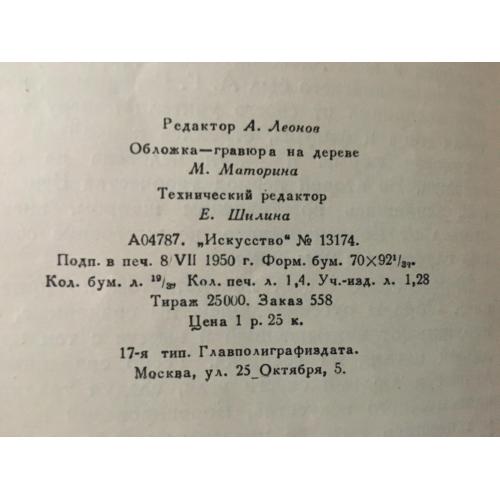 Редактор А. Леонов
Обложка—гравюра на дереве
М. Маторина
Технический редактор
Е. Шилина
А04787. „Искусство“ № 13174.
Подп. в печ. 8/VII 1950 г. Форм. бум. 70×92¹/₃₂.
Кол. бум. л. ¹⁹/₃₂ Кол. печ. л. 1,4. Уч.-изд. л. 1,28
Тираж 25000. Заказ 558
Цена 1 р. 25 к.
17-я тип. Главполиграфиздата.
Москва, ул. 25 Октября, 5.